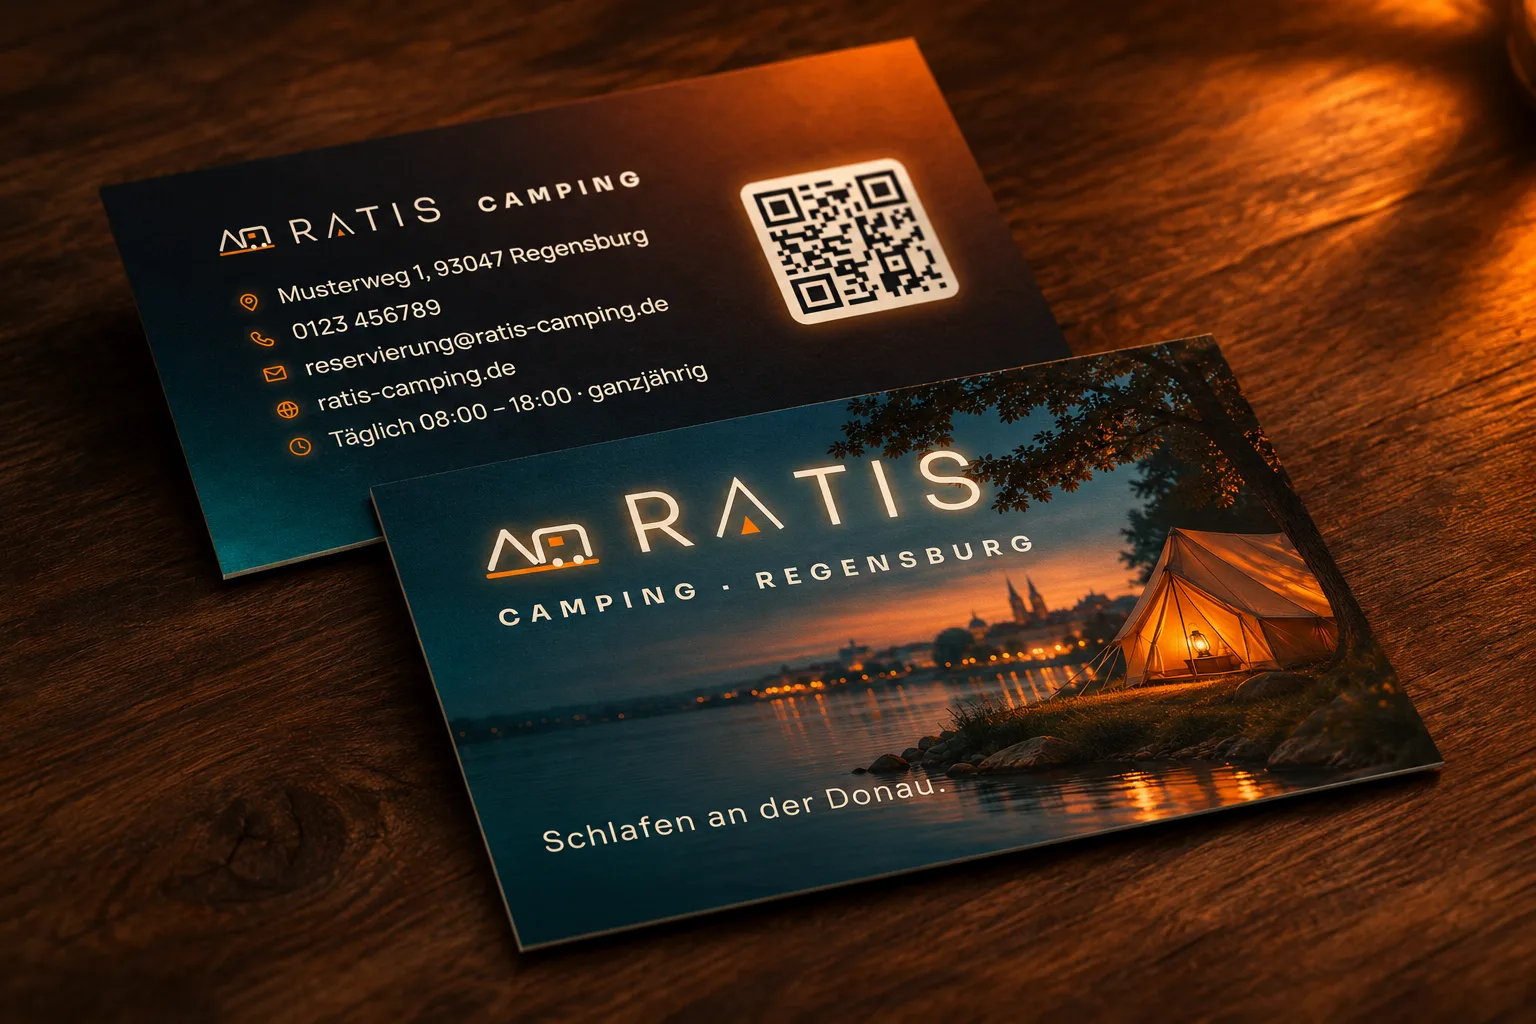 RATIS CAMPING
Musterweg 1, 93047 Regensburg
0123 456789
reservierung@ratis-camping.de
ratis-camping.de
Täglich 08:00 – 18:00 · ganzjährig
RATIS
CAMPING · REGENSBURG
Schlafen an der Donau.